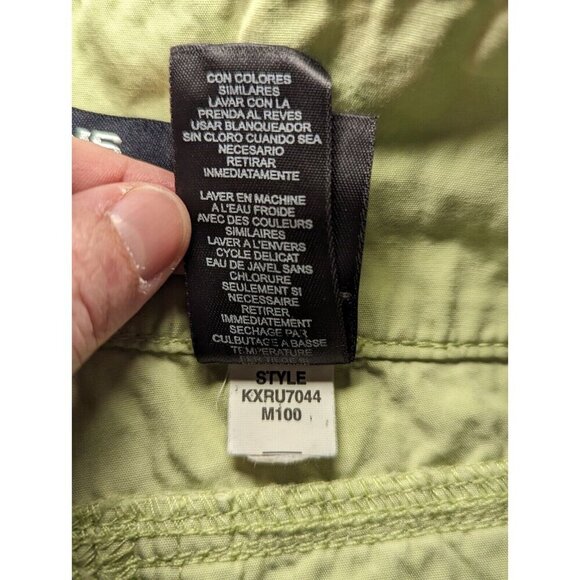 CON COLORES
SIMILARES
LAVAR CON LA
PRENDA AL REVES
USAR BLANQUEADOR
SIN CLORO CUANDO SEA
NECESARIO
RETIRAR
INMEDIATAMENTE
LAVER EN MACHINE
A L'EAU FROIDE
AVEC DES COULEURS
SIMILAIRES
LAVER A L'ENVERS
CYCLE DELICAT
EAU DE JAVEL SANS
CHLORURE
SEULEMENT SI
NECESSAIRE
RETIRER
IMMEDIATEMENT
SECHAGE PAR
CULBUTAGE A BASSE
TEMPERATURE
STYLE
KXRU7044
M100